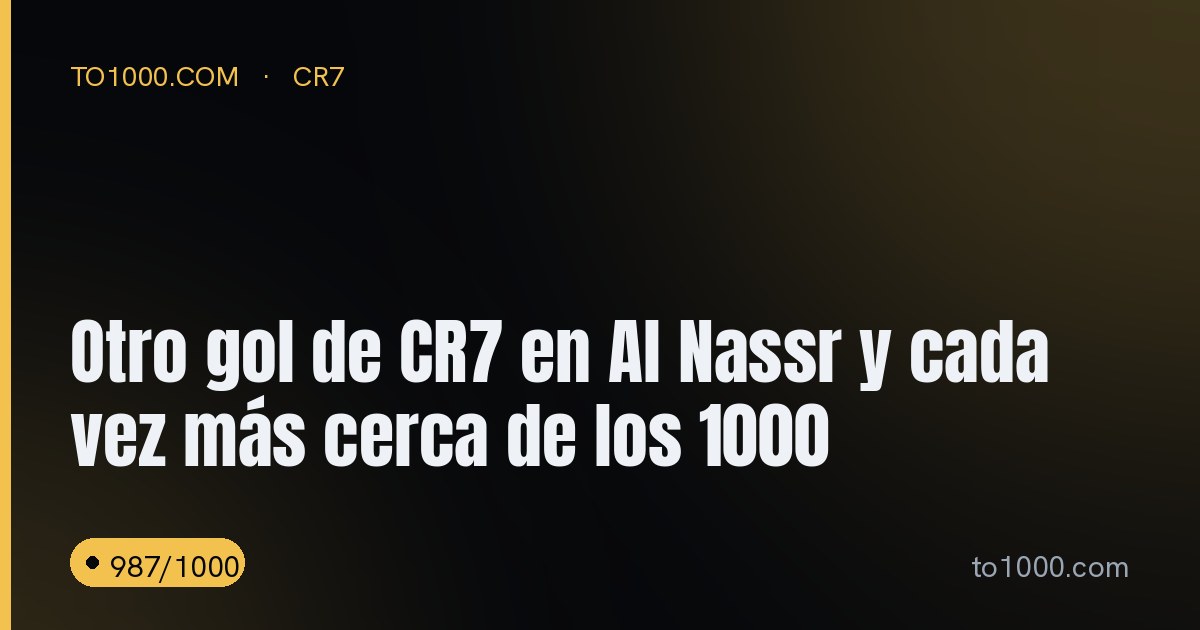 TO1000.COM · CR7
Otro gol de CR7 en Al Nassr y cada
vez más cerca de los 1000
987/1000
to1000.com